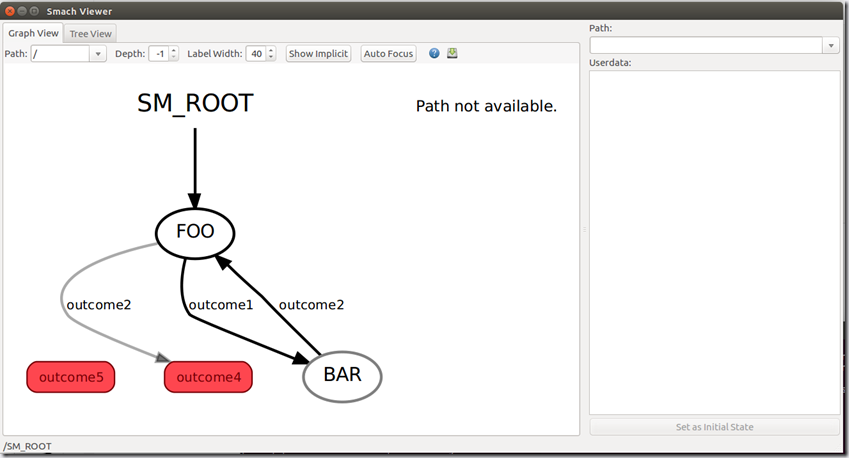 Smach Viewer
Graph View Tree View
Path: / Depth: -1 Label Width: 40 Show Implicit Auto Focus ?
Path:
Userdata:
SM_ROOT
Path not available.
FOO
outcome2 outcome1 outcome2
outcome5 outcome4 BAR
Set as Initial State
/SM_ROOT